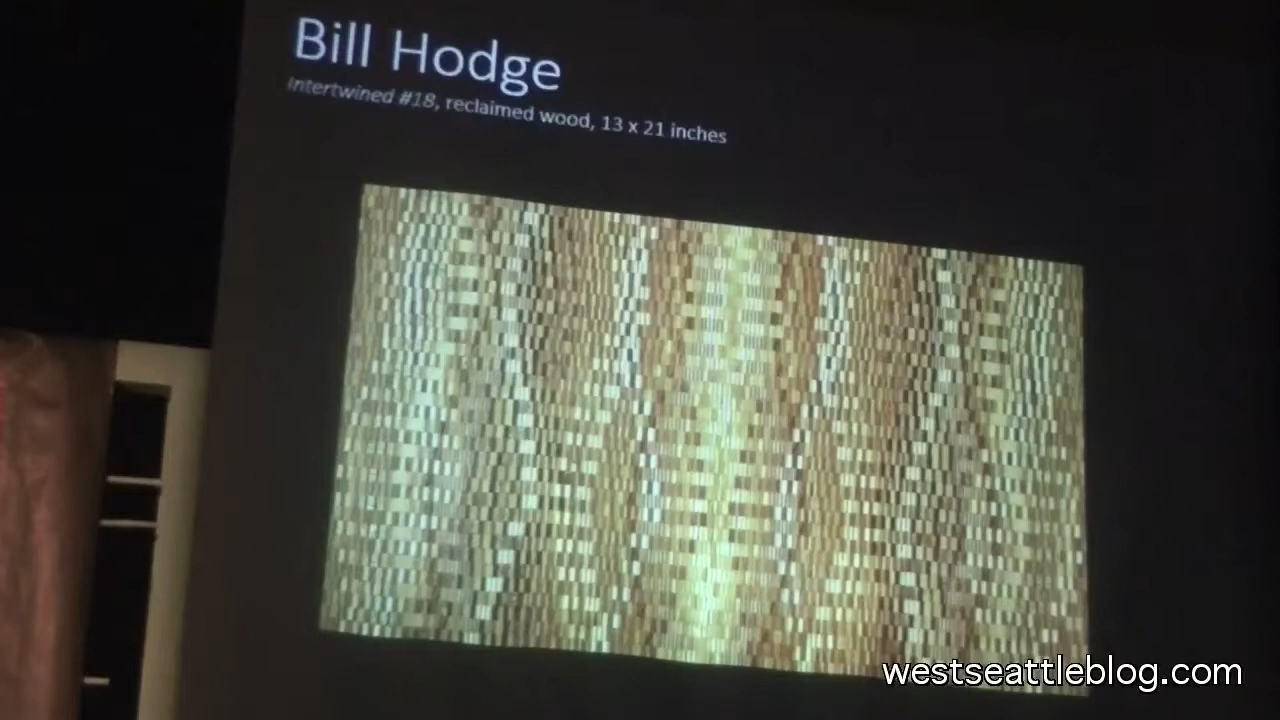 Bill Hodge
Intertwined #18, reclaimed wood, 13 x 21 inches
westseattleblog.com